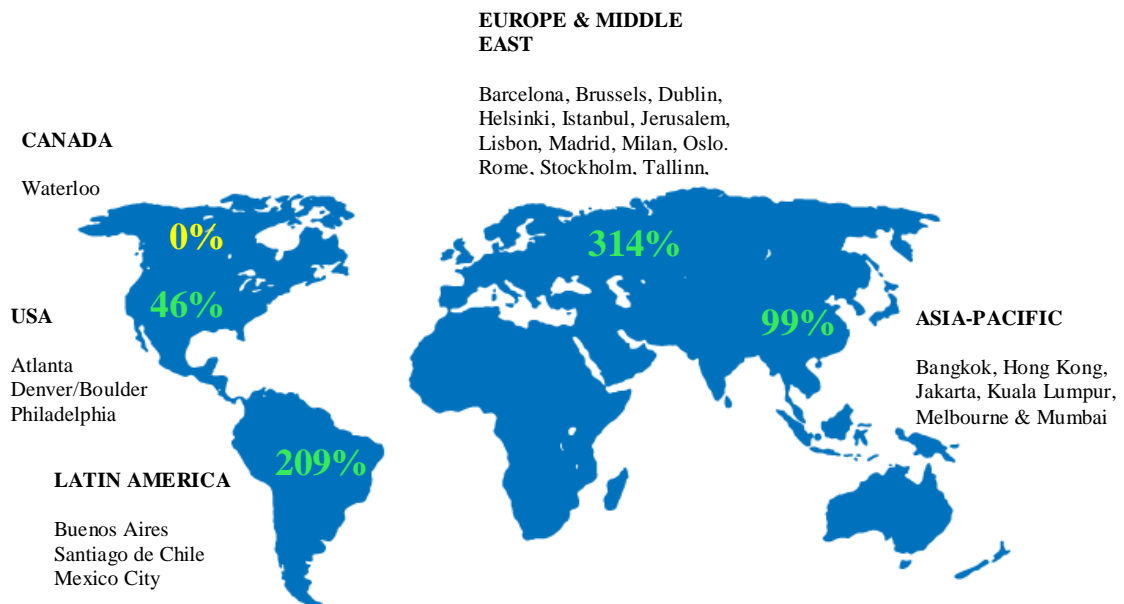 EUROPE & MIDDLE
EAST
Barcelona, Brussels, Dublin,
Helsinki, Istanbul, Jerusalem,
Lisbon, Madrid, Milan, Oslo.
Rome, Stockholm, Tallinn,
CANADA
Waterloo
0%
314%
46%
99%
USA
Atlanta
Denver/Boulder
Philadelphia
ASIA-PACIFIC
Bangkok, Hong Kong,
Jakarta, Kuala Lumpur,
Melbourne & Mumbai
209%
LATIN AMERICA
Buenos Aires
Santiago de Chile
Mexico City